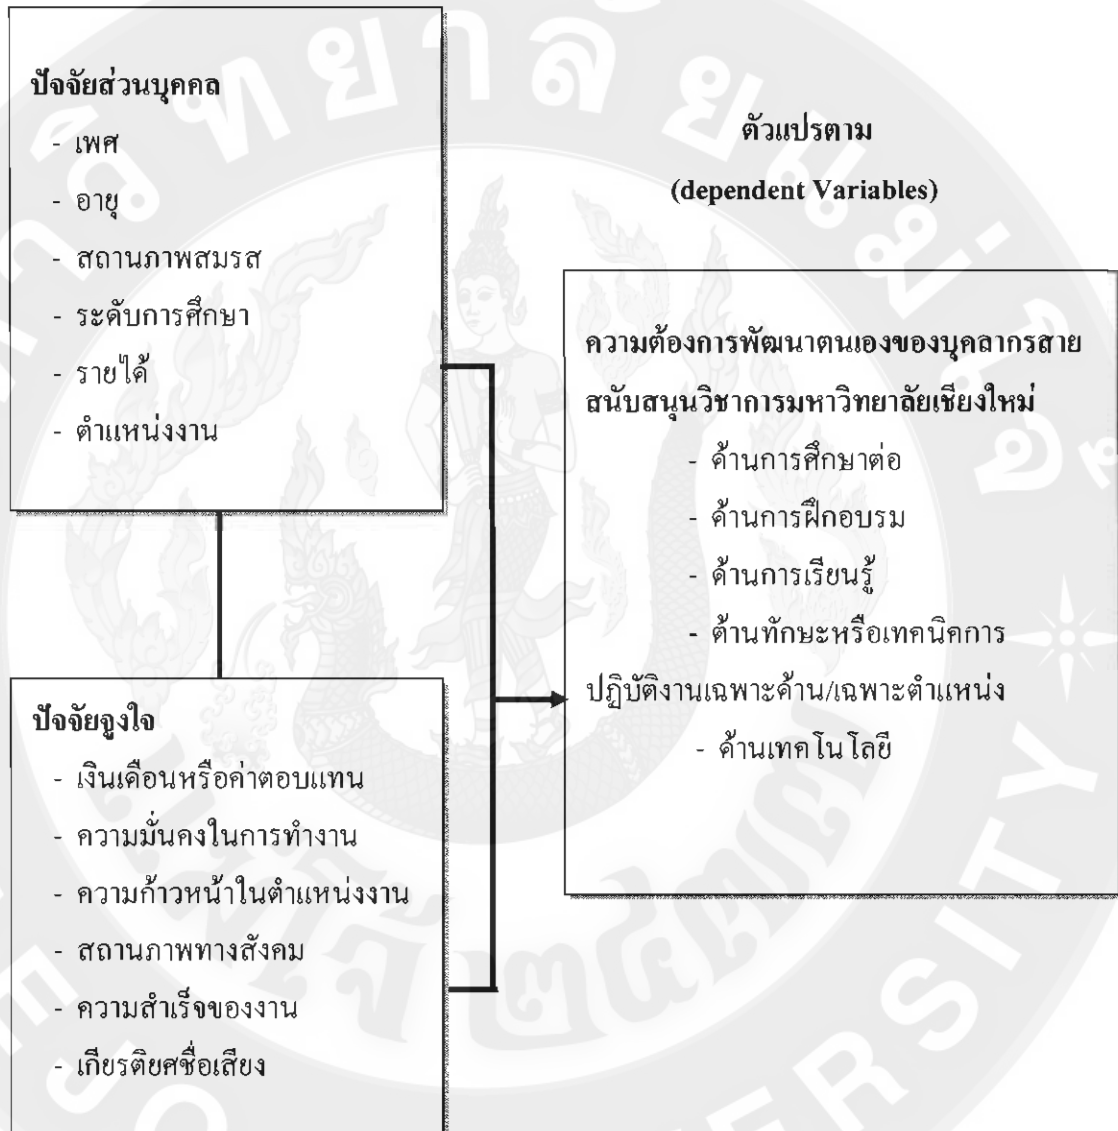 ปัจจัยส่วนบุคคล
- เพศ
- อายุ
- สถานภาพสมรส
- ระดับการศึกษา
- รายได้
- ตำแหน่งงาน
ตัวแปรตาม
(dependent Variables)
ความต้องการพัฒนาตนเองของบุคลากรสาย
สนับสนุนวิชาการมหาวิทยาลัยเชียงใหม่
- ด้านการศึกษาต่อ
- ด้านการฝึกอบรม
- ด้านการเรียนรู้
- ด้านทักษะหรือเทคนิคการ
ปฏิบัติงานเฉพาะด้าน/เฉพาะตำแหน่ง
- ด้านเทคโนโลยี
ปัจจัยจูงใจ
- เงินเดือนหรือค่าตอบแทน
- ความมั่นคงในการทำงาน
- ความก้าวหน้าในตำแหน่งงาน
- สถานภาพทางสังคม
- ความสำเร็จของงาน
- เกียรติยศชื่อเสียง